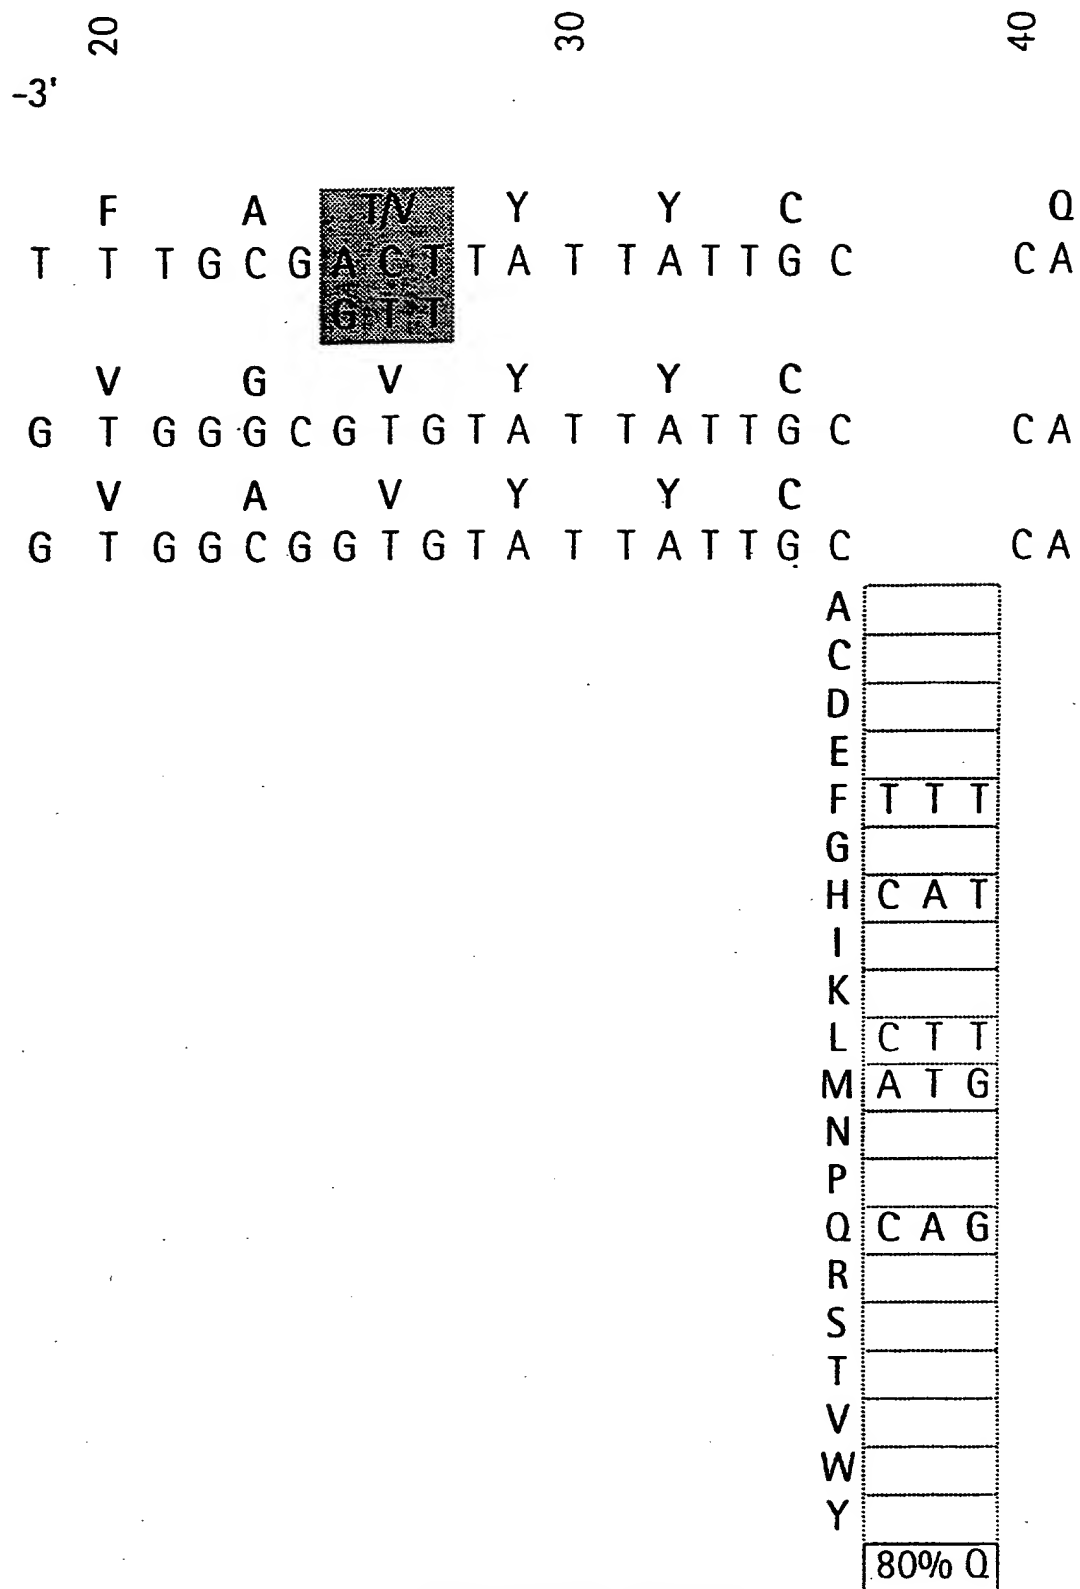 20 30 40
-3'
F A T/V Y Y C Q
T T T G C G A C T T A T T A T T G C C A
G T T
V G V Y Y C
G T G G G C G T G T A T T A T T G C C A
V A V Y Y C
G T G G C G G T G T A T T A T T G C C A
A
C
D
E
F T T T
G
H C A T
I
K
L C T T
M A T G
N
P
Q C A G
R
S
T
V
W
Y
80% Q